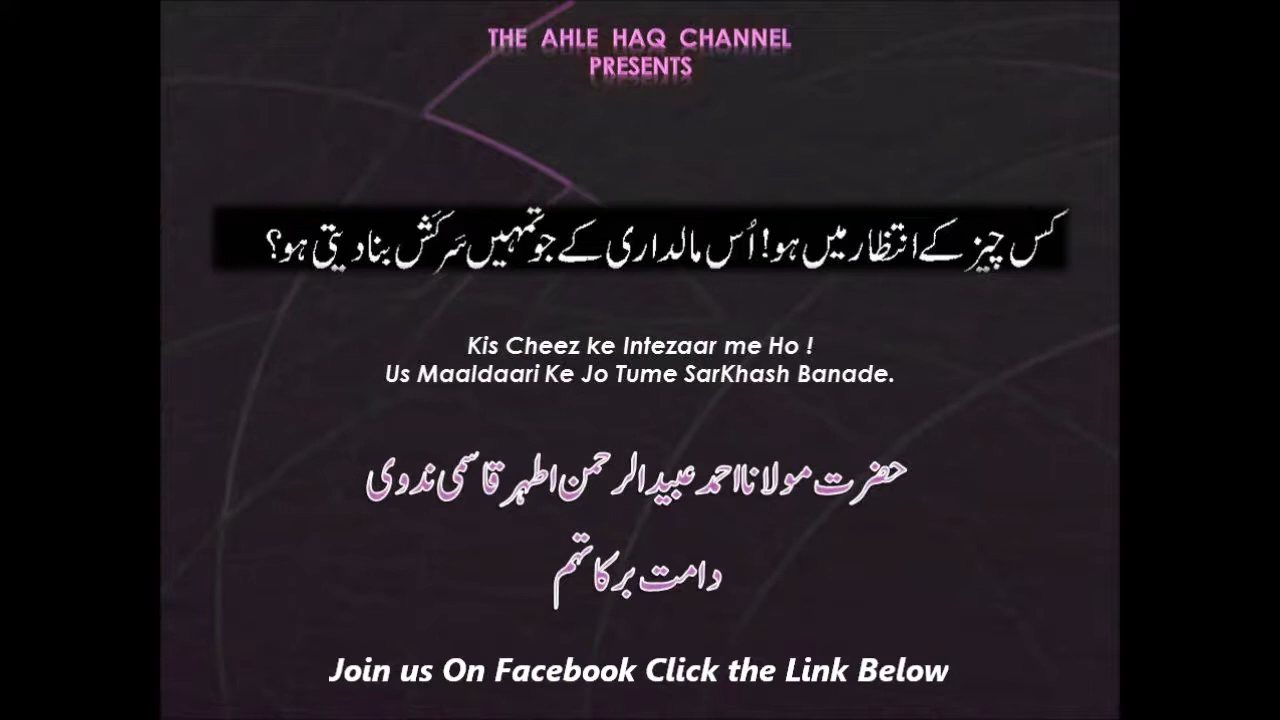 THE AHLE HAQ CHANNEL
PRESENTS
کس چیز کے انتظار میں ہو! اُس مالداری کے جو تمہیں سَرکَش بنا دیتی ہو؟
Kis Cheez ke Intezaar me Ho !
Us Maaldaari Ke Jo Tume SarKhash Banade.
حضرت مولانا احمد عبید الرحمن اطہر قاسمی ندوی
دامت برکاتہم
Join us On Facebook Click the Link Below